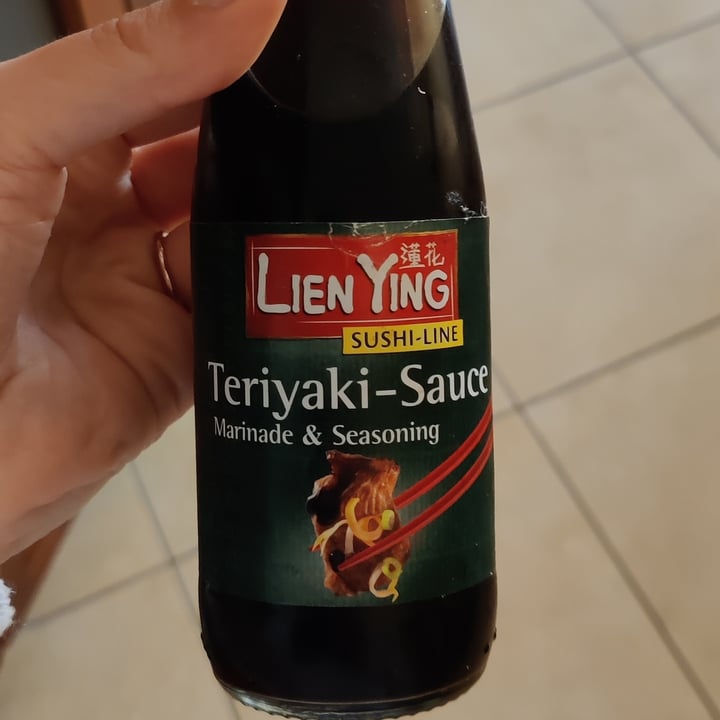 蓮花
LIEN YING
SUSHI-LINE
Teriyaki-Sauce
Marinade & Seasoning